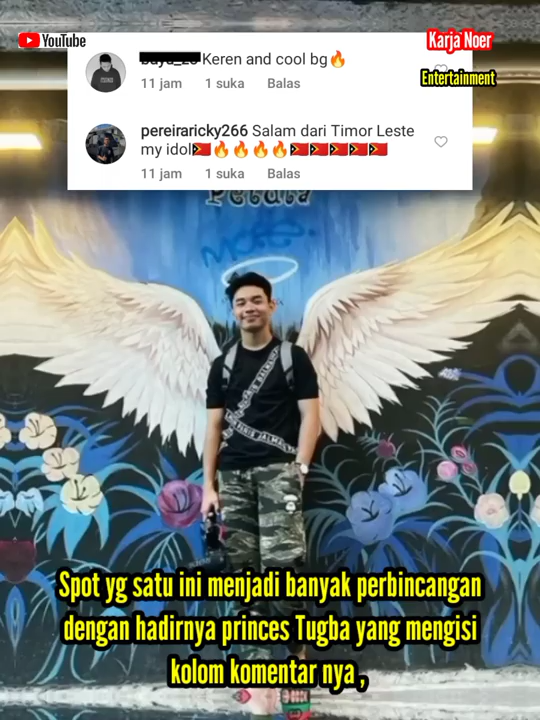 YouTube
Karja Noer
Entertainment
Keren and cool bg🔥
11 jam 1 suka Balas
pereiraricky266 Salam dari Timor Leste
my idol🇹🇱🔥🔥🔥🔥🇹🇱🇹🇱🇹🇱🇹🇱🇹🇱
11 jam 1 suka Balas
Petata
Spot yg satu ini menjadi banyak perbincangan
dengan hadirnya princes Tugba yang mengisi
kolom komentar nya ,